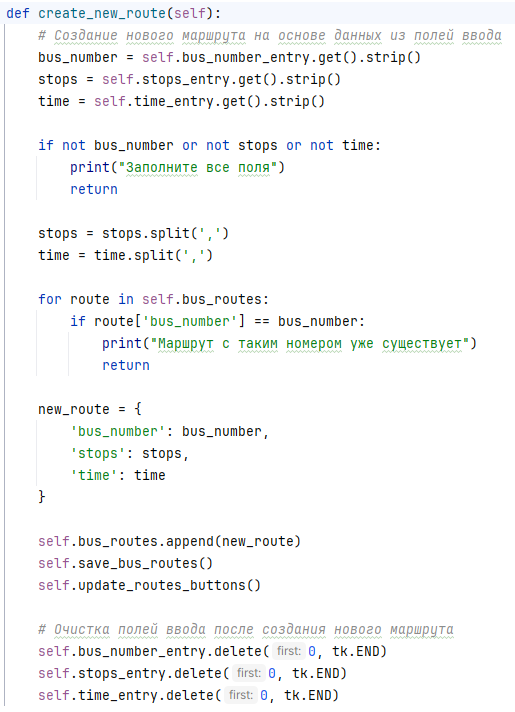 def create_new_route(self):
    # Создание нового маршрута на основе данных из полей ввода
    bus_number = self.bus_number_entry.get().strip()
    stops = self.stops_entry.get().strip()
    time = self.time_entry.get().strip()

    if not bus_number or not stops or not time:
        print("Заполните все поля")
        return

    stops = stops.split(',')
    time = time.split(',')

    for route in self.bus_routes:
        if route['bus_number'] == bus_number:
            print("Маршрут с таким номером уже существует")
            return

    new_route = {
        'bus_number': bus_number,
        'stops': stops,
        'time': time
    }

    self.bus_routes.append(new_route)
    self.save_bus_routes()
    self.update_routes_buttons()

    # Очистка полей ввода после создания нового маршрута
    self.bus_number_entry.delete( first: 0, tk.END)
    self.stops_entry.delete( first: 0, tk.END)
    self.time_entry.delete( first: 0, tk.END)